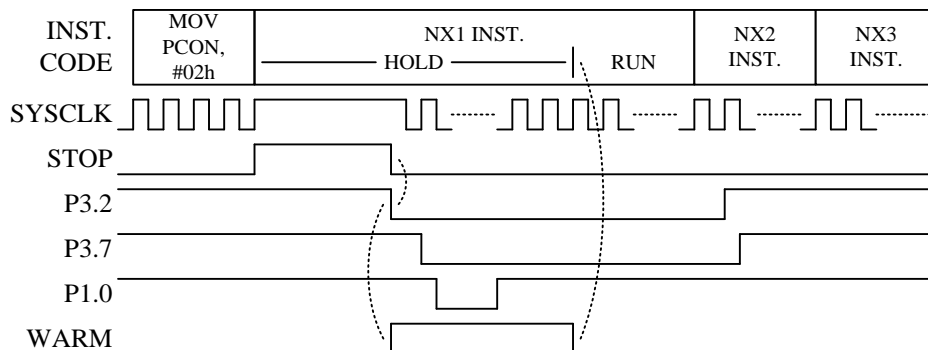 INST. CODE
MOV PCON, #02h
NX1 INST.
HOLD
RUN
NX2 INST.
NX3 INST.
SYSCLK
STOP
P3.2
P3.7
P1.0
WARM